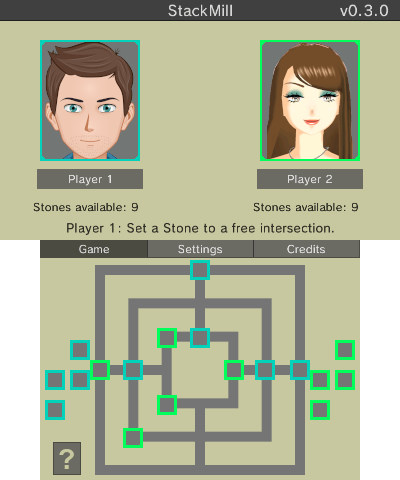 StackMill v0.3.0
Player 1 Player 2
Stones available: 9 Stones available: 9
Player 1: Set a Stone to a free intersection.
Game Settings Credits
?